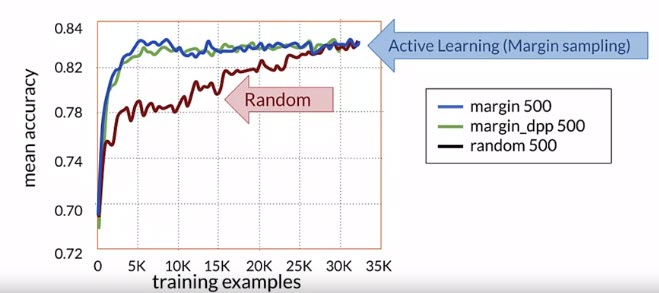 0.84
0.82
0.78
0.74
0.70
0.72
mean accuracy
0 5K 10K 15K 20K 25K 30K 35K
training examples
Active Learning (Margin sampling)
Random
margin 500
margin_dpp 500
random 500